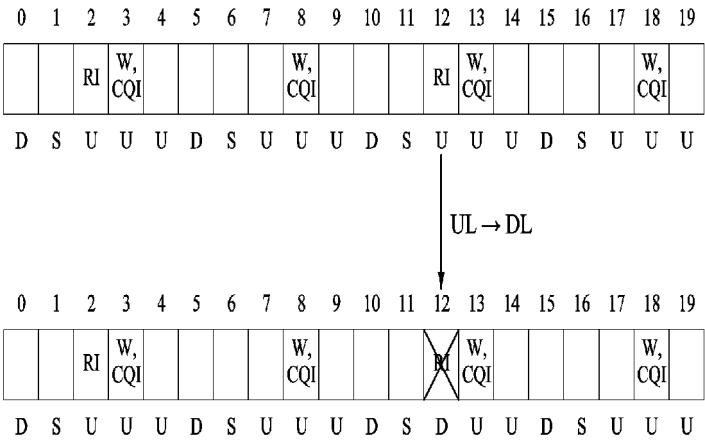 0 1 2 3 4 5 6 7 8 9 10 11 12 13 14 15 16 17 18 19
RI W, CQI W, CQI RI W, CQI W, CQI
D S U U U D S U U U D S U U U D S U U U
UL → DL
0 1 2 3 4 5 6 7 8 9 10 11 12 13 14 15 16 17 18 19
RI W, CQI W, CQI RI W, CQI W, CQI
D S U U U D S U U U D S D U U D S U U U